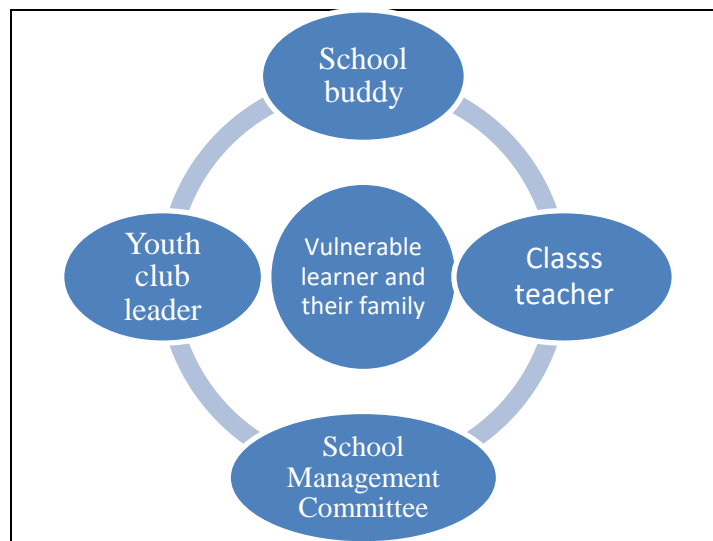 School
buddy
Youth
club
leader
Vulnerable
learner and
their family
Classs
teacher
School
Management
Committee